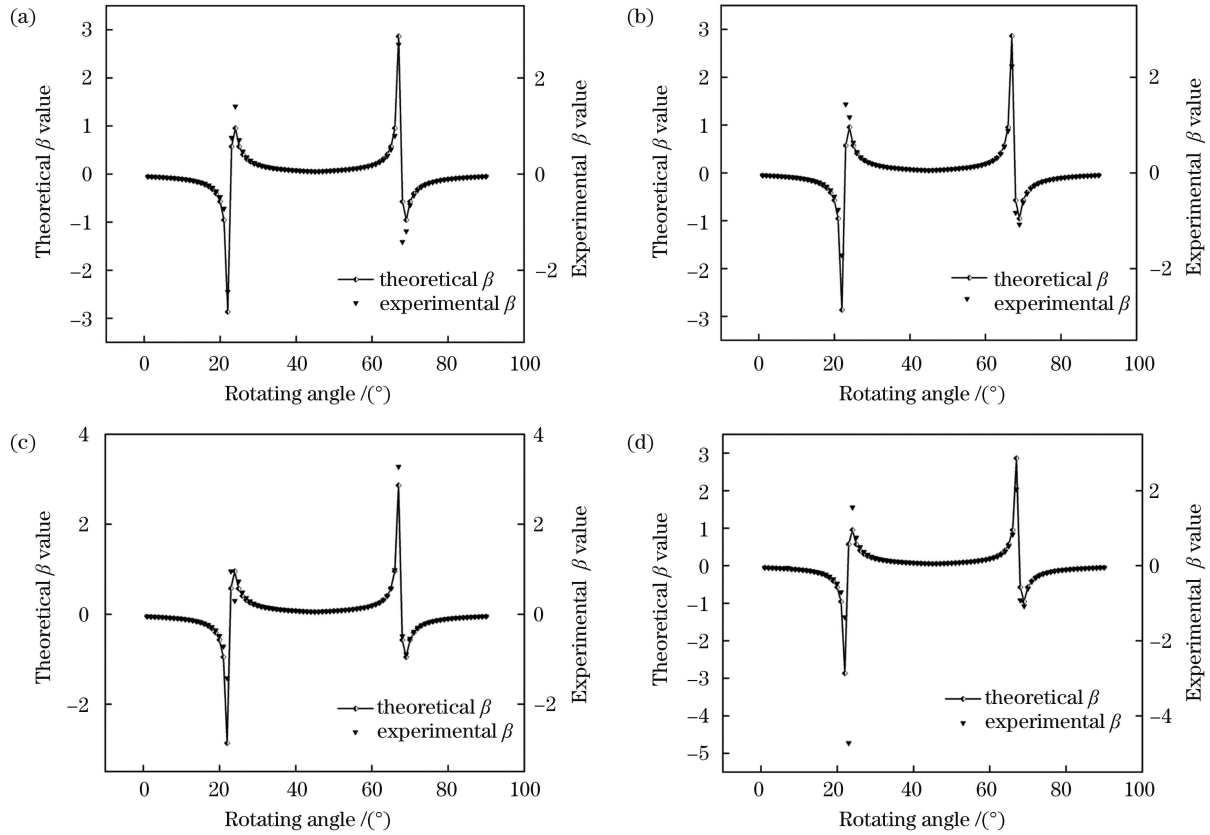 (a)
3
2
1
0
−1
−2
−3
Theoretical β value
2
0
−2
Experimental β value
theoretical β
experimental β
0 20 40 60 80 100
Rotating angle /(°)
(b)
3
2
1
0
−1
−2
−3
Theoretical β value
2
0
−2
Experimental β value
theoretical β
experimental β
0 20 40 60 80 100
Rotating angle /(°)
(c)
4
2
0
−2
Theoretical β value
4
2
0
−2
Experimental β value
theoretical β
experimental β
0 20 40 60 80 100
Rotating angle /(°)
(d)
3
2
1
0
−1
−2
−3
−4
−5
Theoretical β value
2
0
−2
−4
Experimental β value
theoretical β
experimental β
0 20 40 60 80 100
Rotating angle /(°)